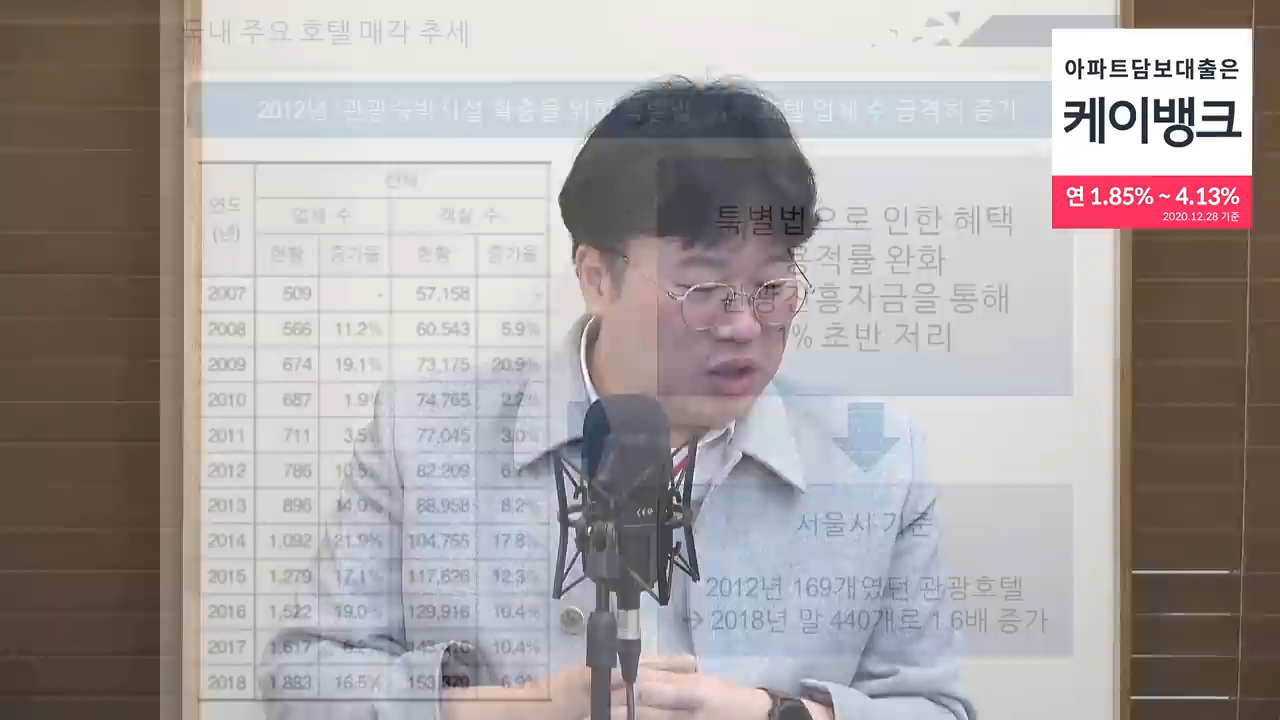 국내 주요 호텔 매각 추세
2012년 관광숙박시설 확충을 위한 특별법 호텔 업체 수 급격히 증가
아파트담보대출은
케이뱅크
연 1.85% ~ 4.13%
2020.12.28 기준
연도
(년)
전체
업체 수 객실 수
현황 증가율 현황 증가율
2007 509 - 57,158 -
2008 566 11.2% 60,543 5.9%
2009 674 19.1% 73,175 20.9%
2010 687 1.9% 74,765 2.2%
2011 711 3.5% 77,045 3.0%
2012 786 10.5% 82,209
2013 896 14.0% 88,958 8.2%
2014 1,092 21.9% 104,755 17.8%
2015 1,279 17.1% 117,626 12.3%
2016 1,522 19.0% 129,916 10.4%
2017 1,617 6.2% 10.4%
2018 1,883 16.5% 6.9%
특별법으로 인한 혜택
용적률 완화
관광진흥자금을 통해
1% 초반 저리
서울시 기준
2012년 169개였던 관광호텔
→ 2018년 말 440개로 1.6배 증가